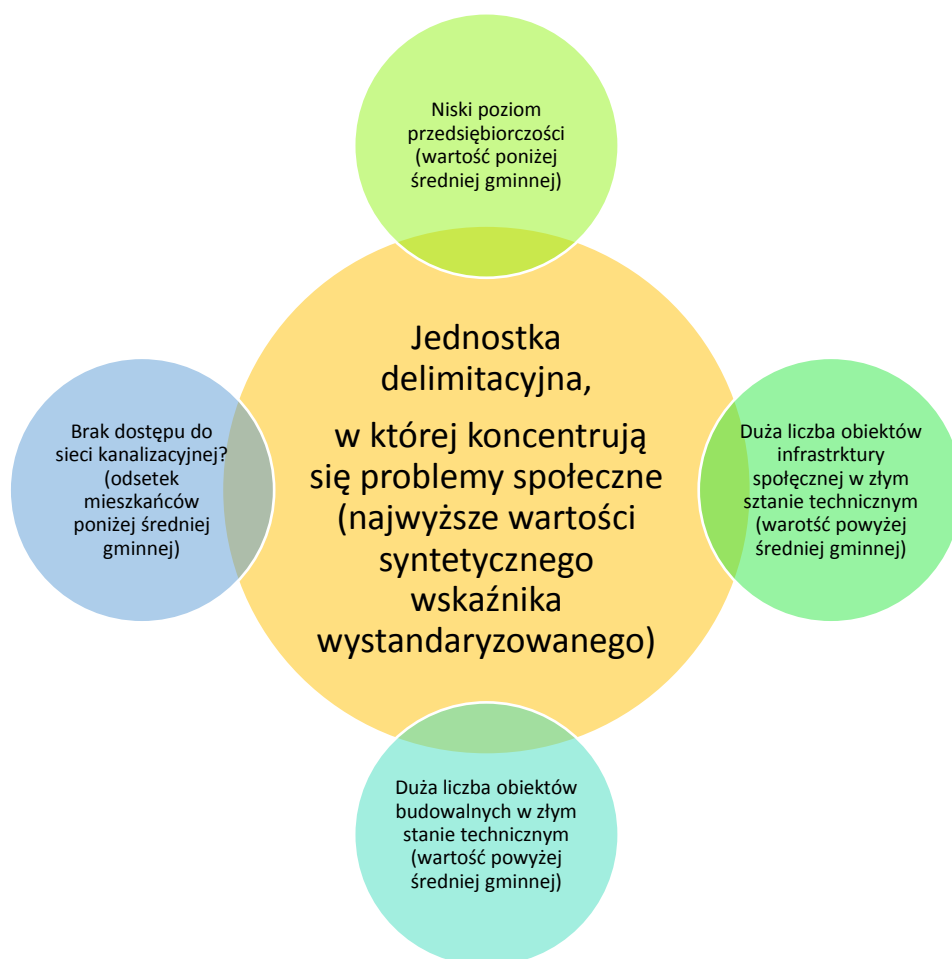 Niski poziom
przedsiębiorczości
(wartość poniżej
średniej gminnej)
Jednostka
delimitacyjna,
w której koncentrują
się problemy społeczne
(najwyższe wartości
syntetycznego
wskaźnika
wystandaryzowanego)
Brak dostępu do
sieci kanalizacyjnej?
(odsetek
mieszkańców
poniżej średniej
gminnej)
Duża liczba obiektów
infrastrktury
społęcznej w złym
sztanie technicznym
(warotść powyżej
średniej gminnej)
Duża liczba obiektów
budowalnych w złym
stanie technicznym
(wartość powyżej
średniej gminnej)